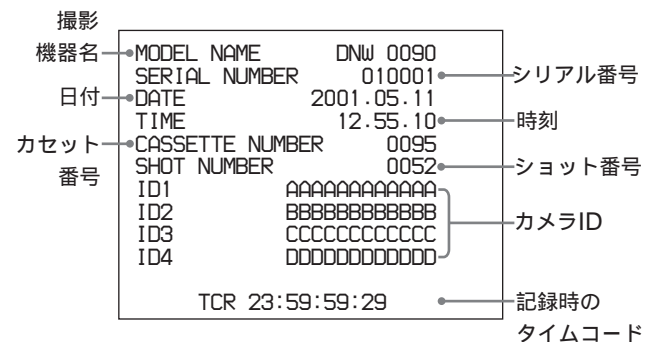 撮影
機器名
MODEL NAME DNW 0090
SERIAL NUMBER 010001
シリアル番号
日付
DATE 2001.05.11
TIME 12.55.10
時刻
カセット
番号
CASSETTE NUMBER 0095
SHOT NUMBER 0052
ショット番号
ID1 AAAAAAAAAAAA
ID2 BBBBBBBBBBBB
ID3 CCCCCCCCCCCC
ID4 DDDDDDDDDDDD
カメラID
TCR 23:59:59:29
記録時の
タイムコード